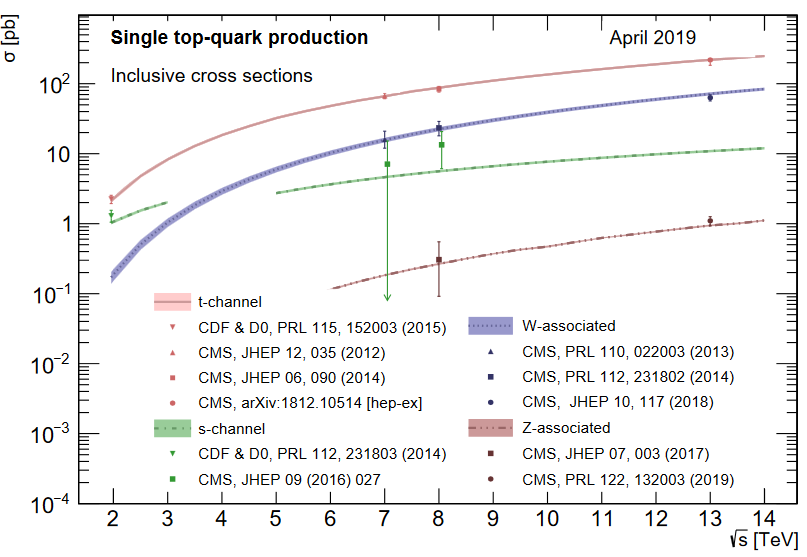 σ [pb]
Single top-quark production
April 2019
Inclusive cross sections
10²
10
1
10⁻¹
10⁻²
10⁻³
10⁻⁴
t-channel
CDF & D0, PRL 115, 152003 (2015)
CMS, JHEP 12, 035 (2012)
CMS, JHEP 06, 090 (2014)
CMS, arXiv:1812.10514 [hep-ex]
s-channel
CDF & D0, PRL 112, 231803 (2014)
CMS, JHEP 09 (2016) 027
W-associated
CMS, PRL 110, 022003 (2013)
CMS, PRL 112, 231802 (2014)
CMS, JHEP 10, 117 (2018)
Z-associated
CMS, JHEP 07, 003 (2017)
CMS, PRL 122, 132003 (2019)
2 3 4 5 6 7 8 9 10 11 12 13 14
√s [TeV]